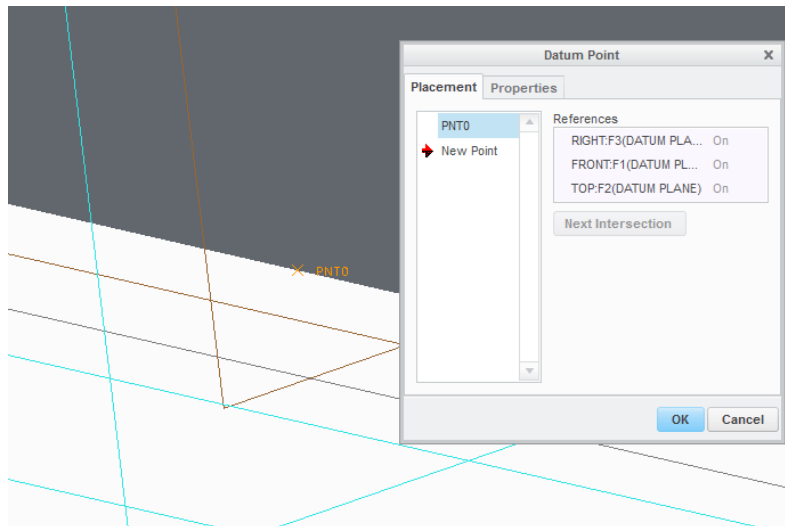 Datum Point X
Placement Properties
PNT0
New Point
References
RIGHT:F3(DATUM PLA... On
FRONT:F1(DATUM PL... On
TOP:F2(DATUM PLANE) On
Next Intersection
PNT0
OK Cancel